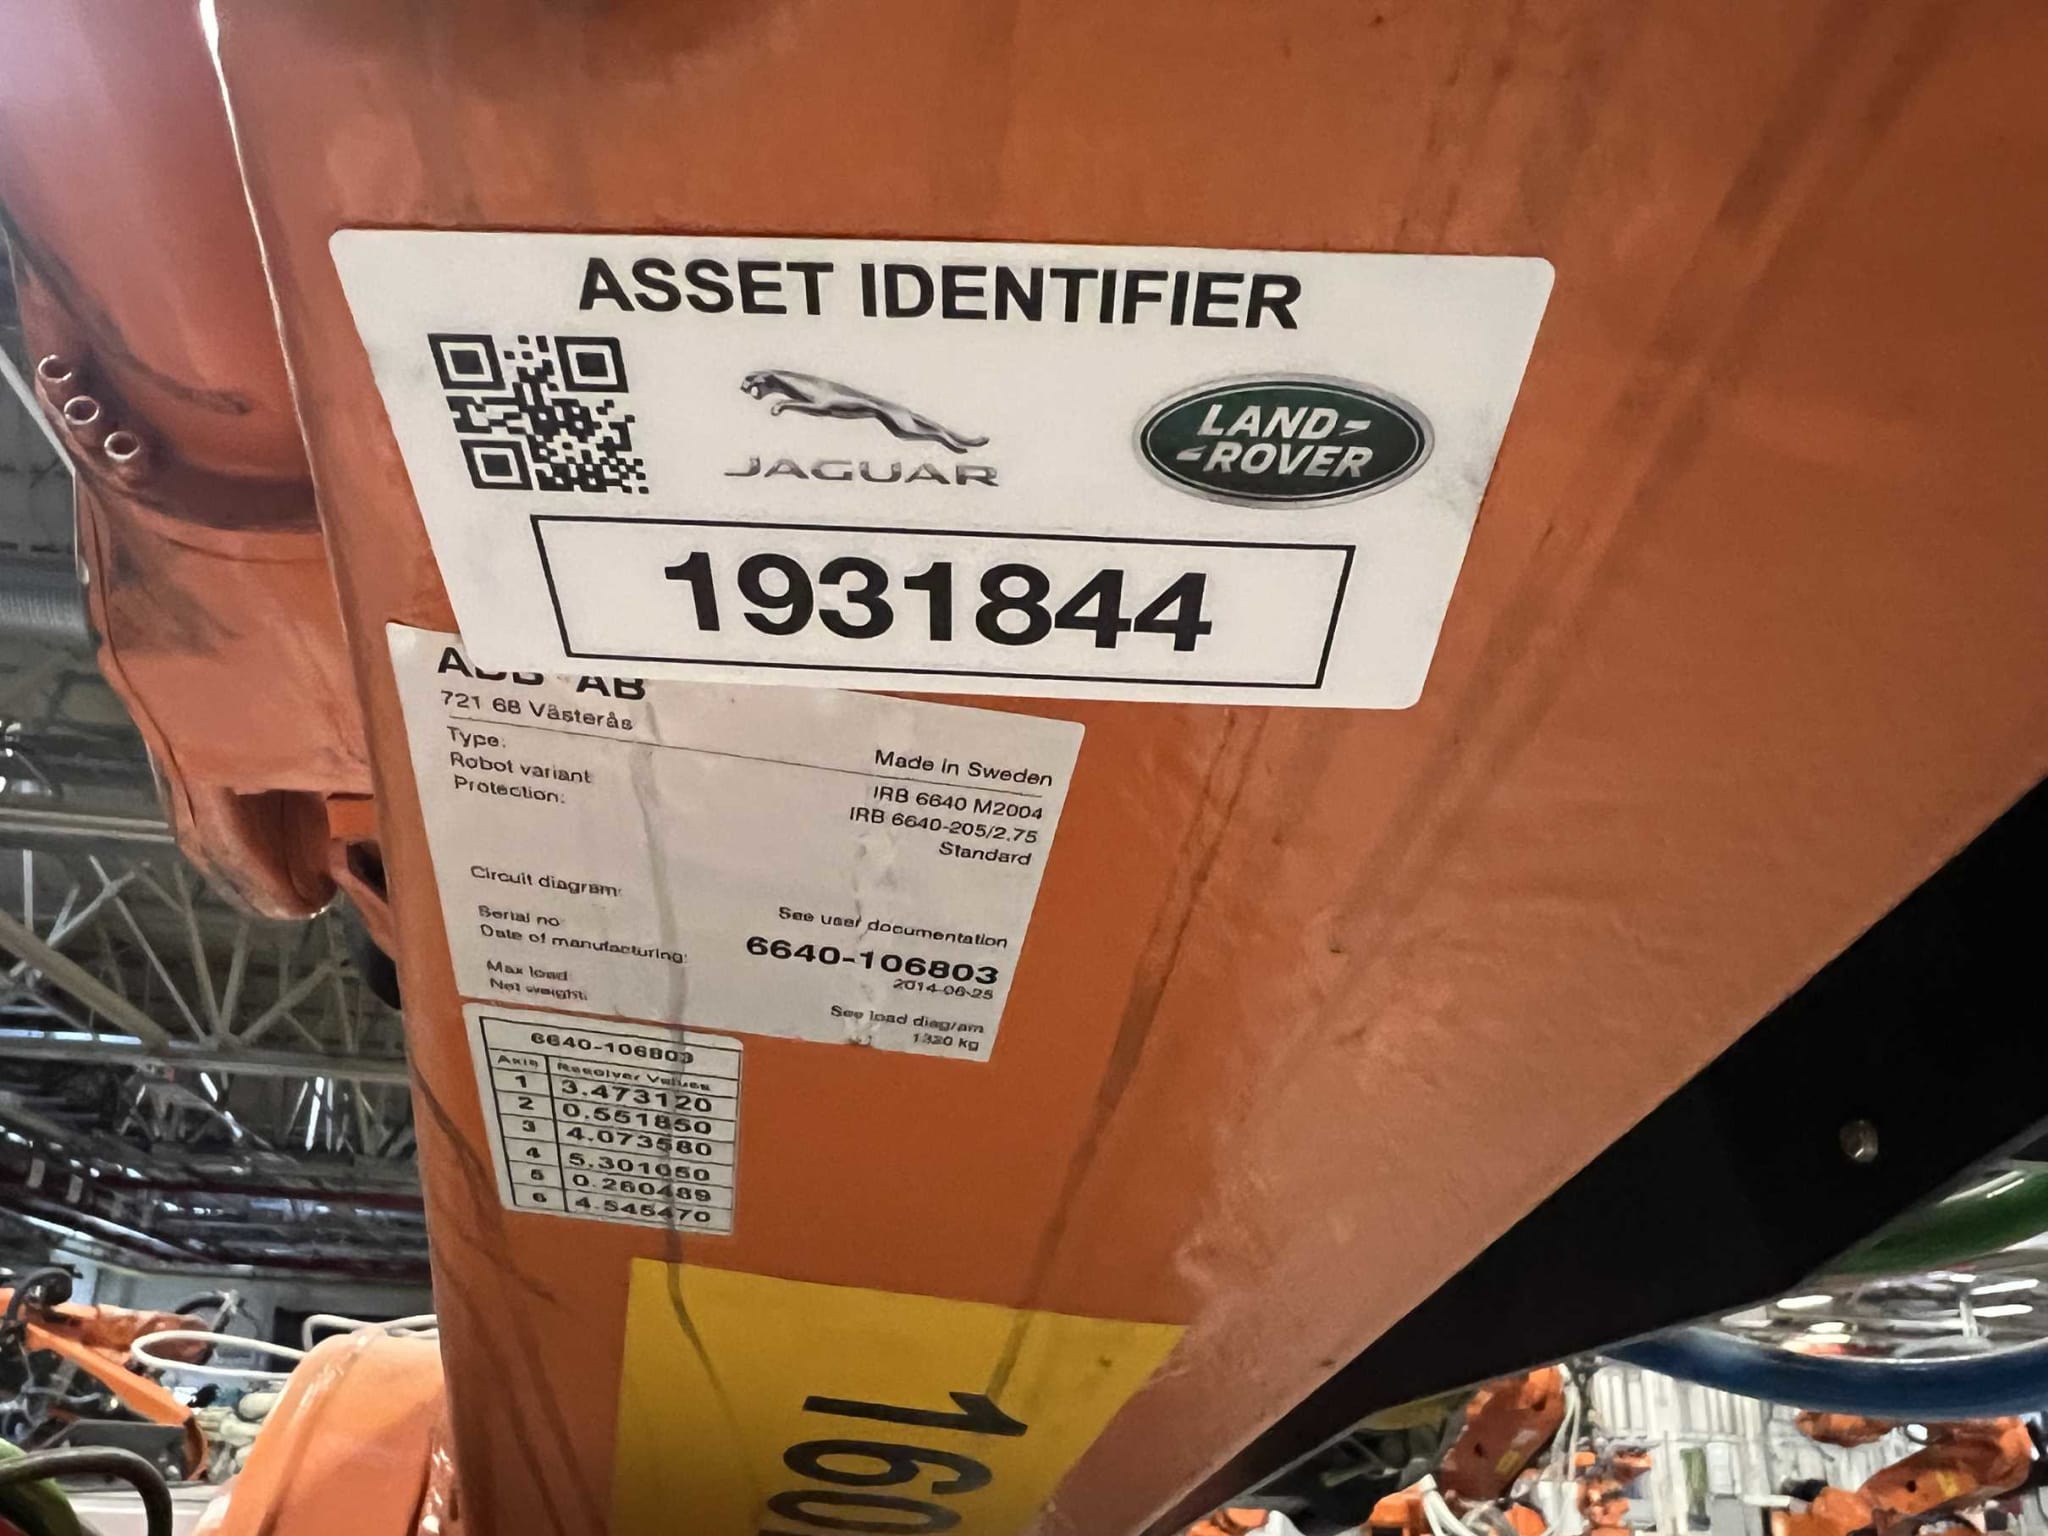 ASSET IDENTIFIER
JAGUAR
LAND-
-ROVER
1931844
ABB AB
721 68 Västerås
Made in Sweden
Type: IRB 6640 M2004
Robot variant: IRB 6640-205/2.75
Protection: Standard
Circuit diagram: See user documentation
Serial no: 6640-106803
Date of manufacturing: 2014-06-25
Max load: See load diagram
Net weight: 1320 kg
6640-106803
Axis Resolver Values
1 3.473120
2 0.551850
3 4.073580
4 5.301050
5 0.260489
6 4.545470
160